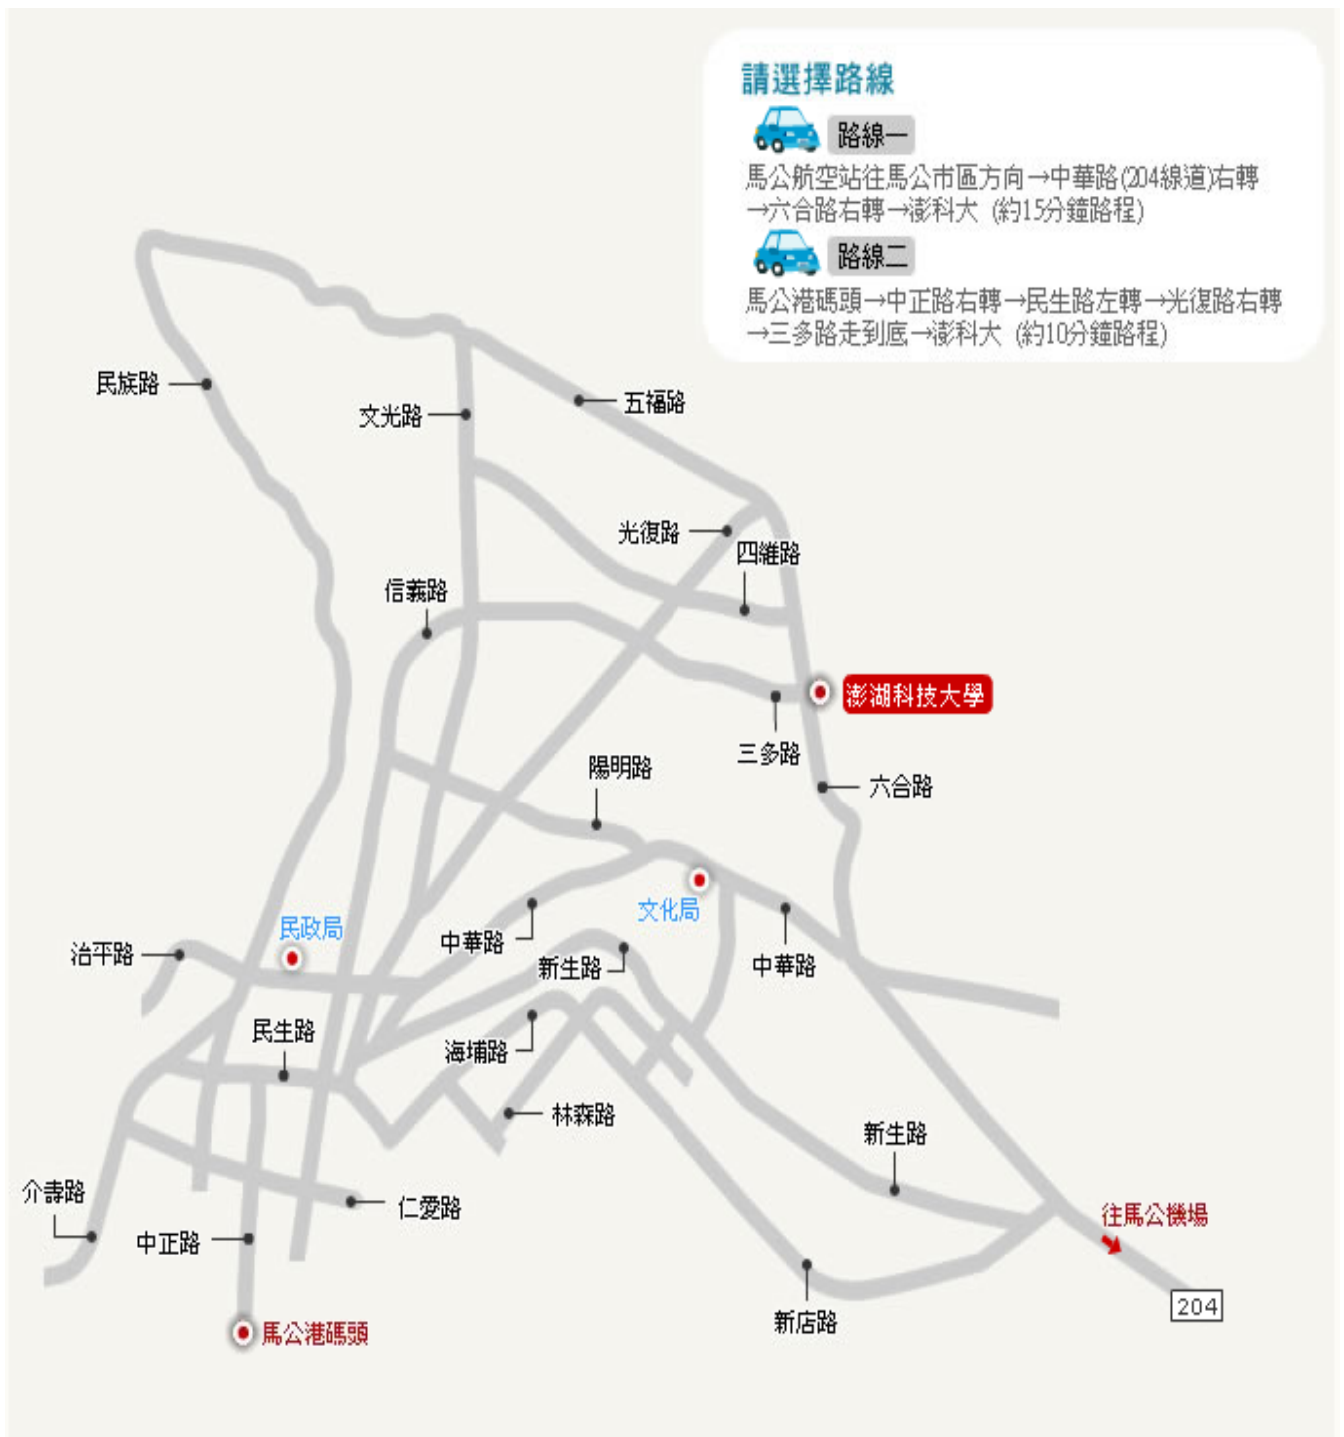 請選擇路線
路線一
馬公航空站往馬公市區方向→中華路(204線道)右轉
→六合路右轉→澎科大 (約15分鐘路程)
路線二
馬公港碼頭→中正路右轉→民生路左轉→光復路右轉
→三多路走到底→澎科大 (約10分鐘路程)
民族路
文光路
五福路
光復路
四維路
信義路
澎湖科技大學
三多路
陽明路
六合路
文化局
民政局
中華路
治平路
新生路
中華路
民生路
海埔路
林森路
新生路
介壽路
仁愛路
往馬公機場
中正路
204
新店路
馬公港碼頭